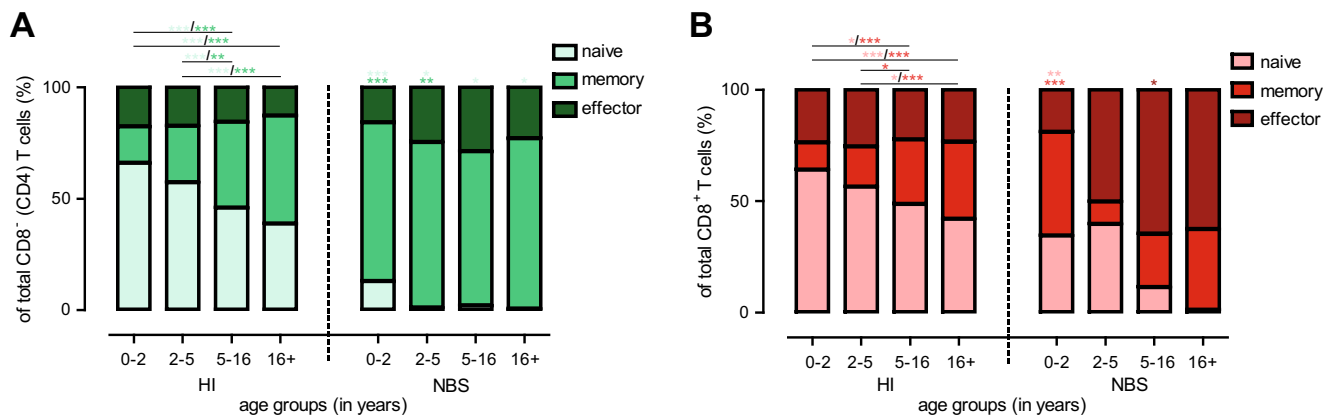 A
***/***
***/***
***/**
***/***
naive
memory
effector
of total CD8⁻ (CD4) T cells (%)
100
50
0
***
***
*
**
*
*
0-2
2-5
5-16
16+
0-2
2-5
5-16
16+
HI
NBS
age groups (in years)
B
*/***
***/***
*
*/***
naive
memory
effector
of total CD8⁺ T cells (%)
100
50
0
**
***
*
0-2
2-5
5-16
16+
0-2
2-5
5-16
16+
HI
NBS
age groups (in years)